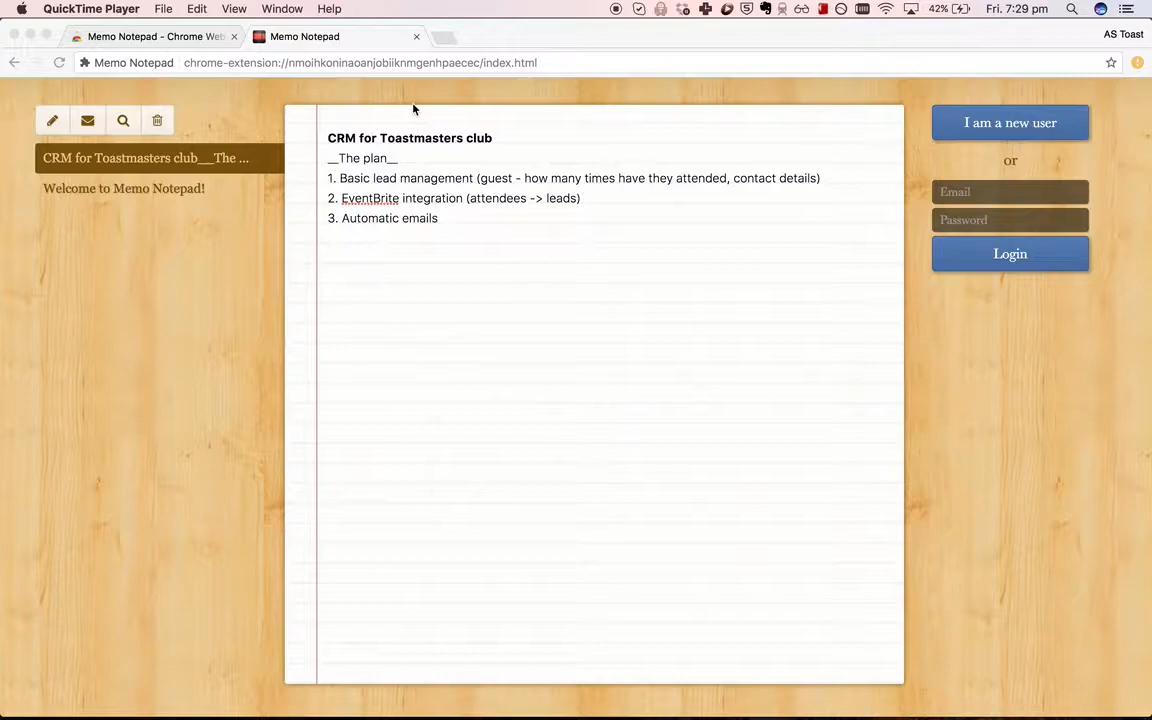 QuickTime Player File Edit View Window Help 42% Fri. 7:29 pm
Memo Notepad - Chrome Web Memo Notepad AS Toast
Memo Notepad chrome-extension://nmoihkoninaoanjobiiknmgenhpaecec/index.html
CRM for Toastmasters club__The ...
Welcome to Memo Notepad!
CRM for Toastmasters club
__The plan__
1. Basic lead management (guest - how many times have they attended, contact details)
2. EventBrite integration (attendees -> leads)
3. Automatic emails
I am a new user
or
Email
Password
Login